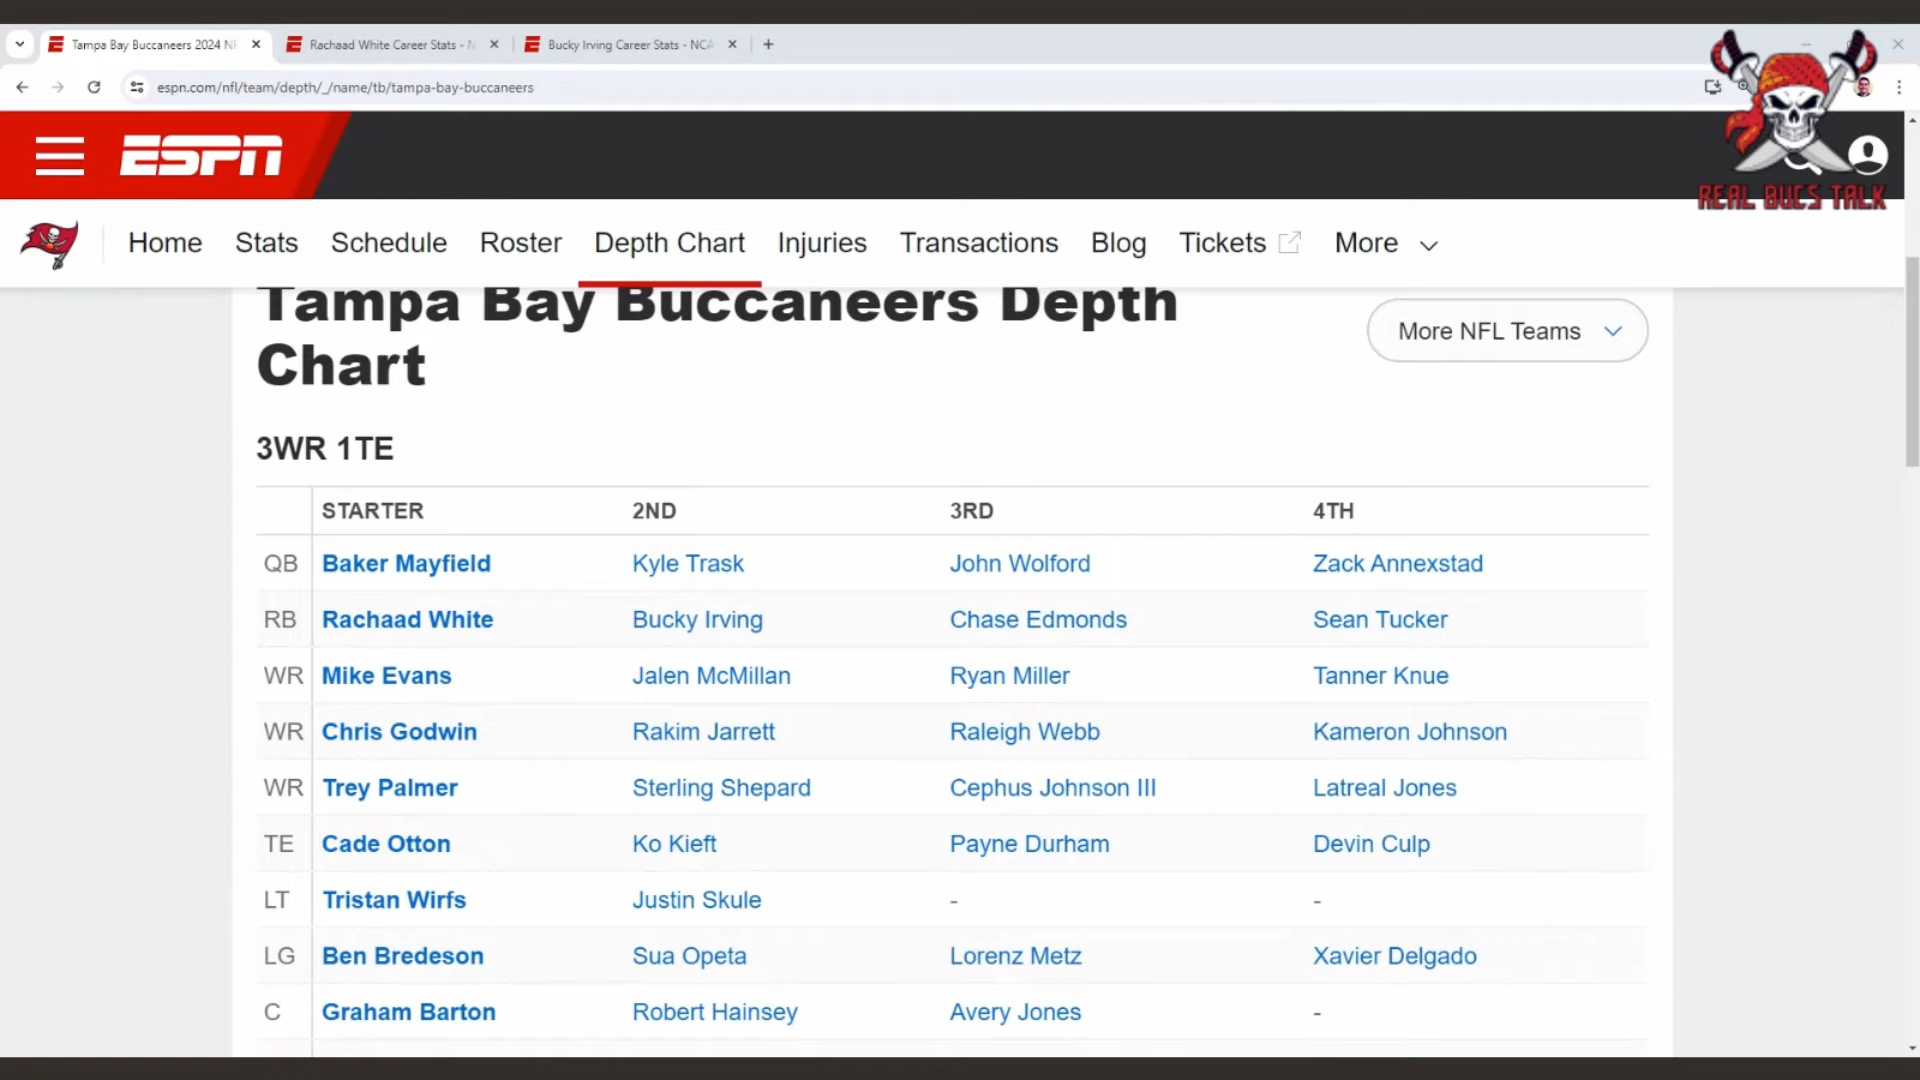 Tampa Bay Buccaneers 2024 NF
Rachaad White Career Stats - N
Bucky Irving Career Stats - NCA
espn.com/nfl/team/depth/_/name/tb/tampa-bay-buccaneers
ESPN
REAL BUCS TALK
Home Stats Schedule Roster Depth Chart Injuries Transactions Blog Tickets More
Tampa Bay Buccaneers Depth
Chart
More NFL Teams
3WR 1TE
STARTER 2ND 3RD 4TH
QB Baker Mayfield Kyle Trask John Wolford Zack Annexstad
RB Rachaad White Bucky Irving Chase Edmonds Sean Tucker
WR Mike Evans Jalen McMillan Ryan Miller Tanner Knue
WR Chris Godwin Rakim Jarrett Raleigh Webb Kameron Johnson
WR Trey Palmer Sterling Shepard Cephus Johnson III Latreal Jones
TE Cade Otton Ko Kieft Payne Durham Devin Culp
LT Tristan Wirfs Justin Skule - -
LG Ben Bredeson Sua Opeta Lorenz Metz Xavier Delgado
C Graham Barton Robert Hainsey Avery Jones -